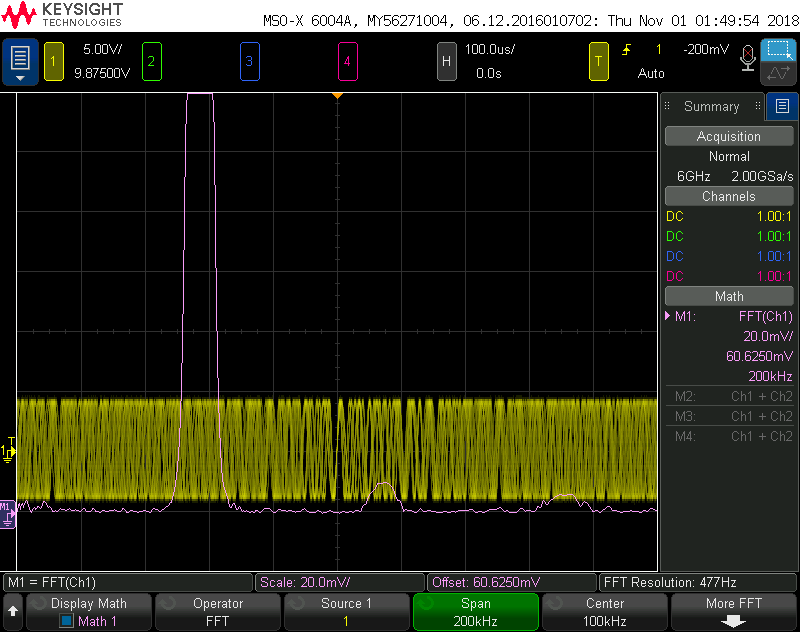 KEYSIGHT
TECHNOLOGIES
MSO-X 6004A, MY56271004, 06.12.2016010702: Thu Nov 01 01:49:54 2018
1 5.00V/ 2 3 4 H 100.0us/ T 1 -200mV
9.87500V 0.0s Auto
Summary
Acquisition
Normal
6GHz 2.00GSa/s
Channels
DC 1.00:1
DC 1.00:1
DC 1.00:1
DC 1.00:1
Math
M1: FFT(Ch1)
20.0mV/
60.6250mV
200kHz
M2: Ch1 + Ch2
M3: Ch1 + Ch2
M4: Ch1 + Ch2
T
1
M1
M1 = FFT(Ch1) Scale: 20.0mV/ Offset: 60.6250mV FFT Resolution: 477Hz
Display Math Operator Source 1 Span Center More FFT
Math 1 FFT 1 200kHz 100kHz